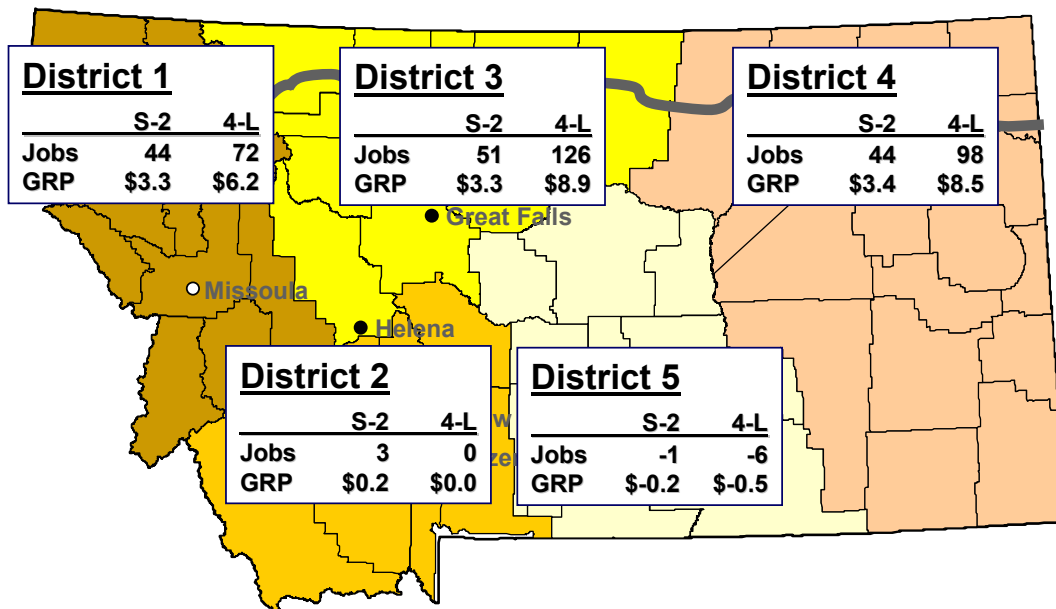 District 1
S-2 4-L
Jobs 44 72
GRP $3.3 $6.2
District 3
S-2 4-L
Jobs 51 126
GRP $3.3 $8.9
District 4
S-2 4-L
Jobs 44 98
GRP $3.4 $8.5
Great Falls
Missoula
Helena
District 2
S-2 4-L
Jobs 3 0
GRP $0.2 $0.0
District 5
S-2 4-L
Jobs -1 -6
GRP $-0.2 $-0.5